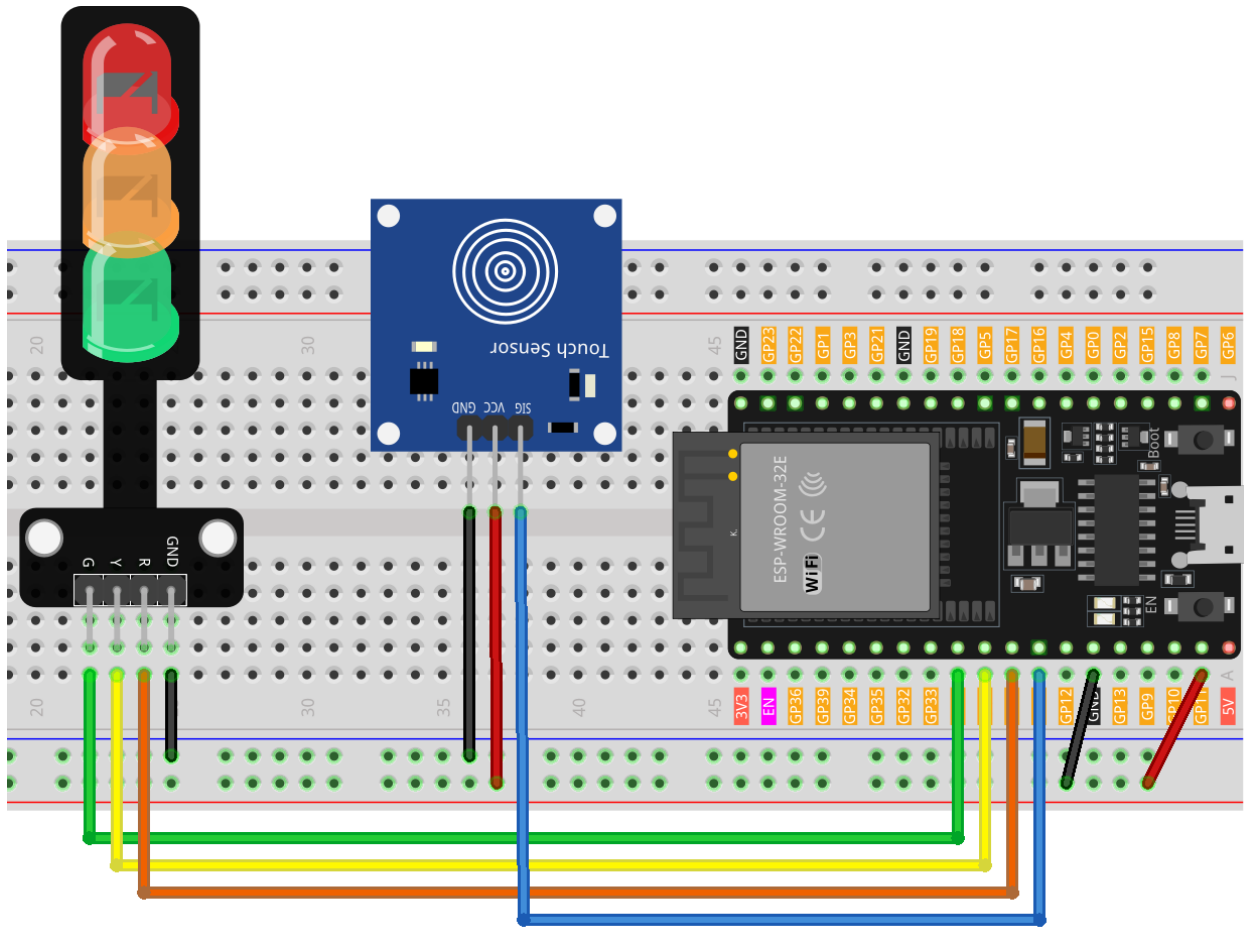 20
30
45
GND
GP23
GP22
GP1
GP3
GP21
GND
GP19
GP18
GP5
GP17
GP16
GP4
GP0
GP2
GP15
GP8
GP7
GP6
J
Touch Sensor
GND
VCC
SIG
Boot
ESP-WROOM-32E
CE
WiFi
K.
EN
G
Y
R
GND
20
30
35
40
45
3V3
EN
GP36
GP39
GP34
GP35
GP32
GP33
GP12
GND
GP13
GP9
GP10
GP11
5V
A